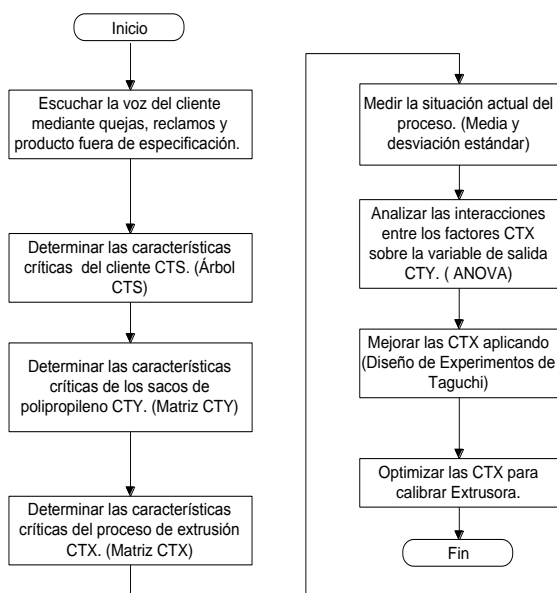 Inicio
Escuchar la voz del cliente
mediante quejas, reclamos y
producto fuera de especificación.
Determinar las características
críticas del cliente CTS. (Árbol
CTS)
Determinar las características
críticas de los sacos de
polipropileno CTY. (Matriz CTY)
Determinar las características
críticas del proceso de extrusión
CTX. (Matriz CTX)
Medir la situación actual del
proceso. (Media y
desviación estándar)
Analizar las interacciones
entre los factores CTX
sobre la variable de salida
CTY. ( ANOVA)
Mejorar las CTX aplicando
(Diseño de Experimentos de
Taguchi)
Optimizar las CTX para
calibrar Extrusora.
Fin